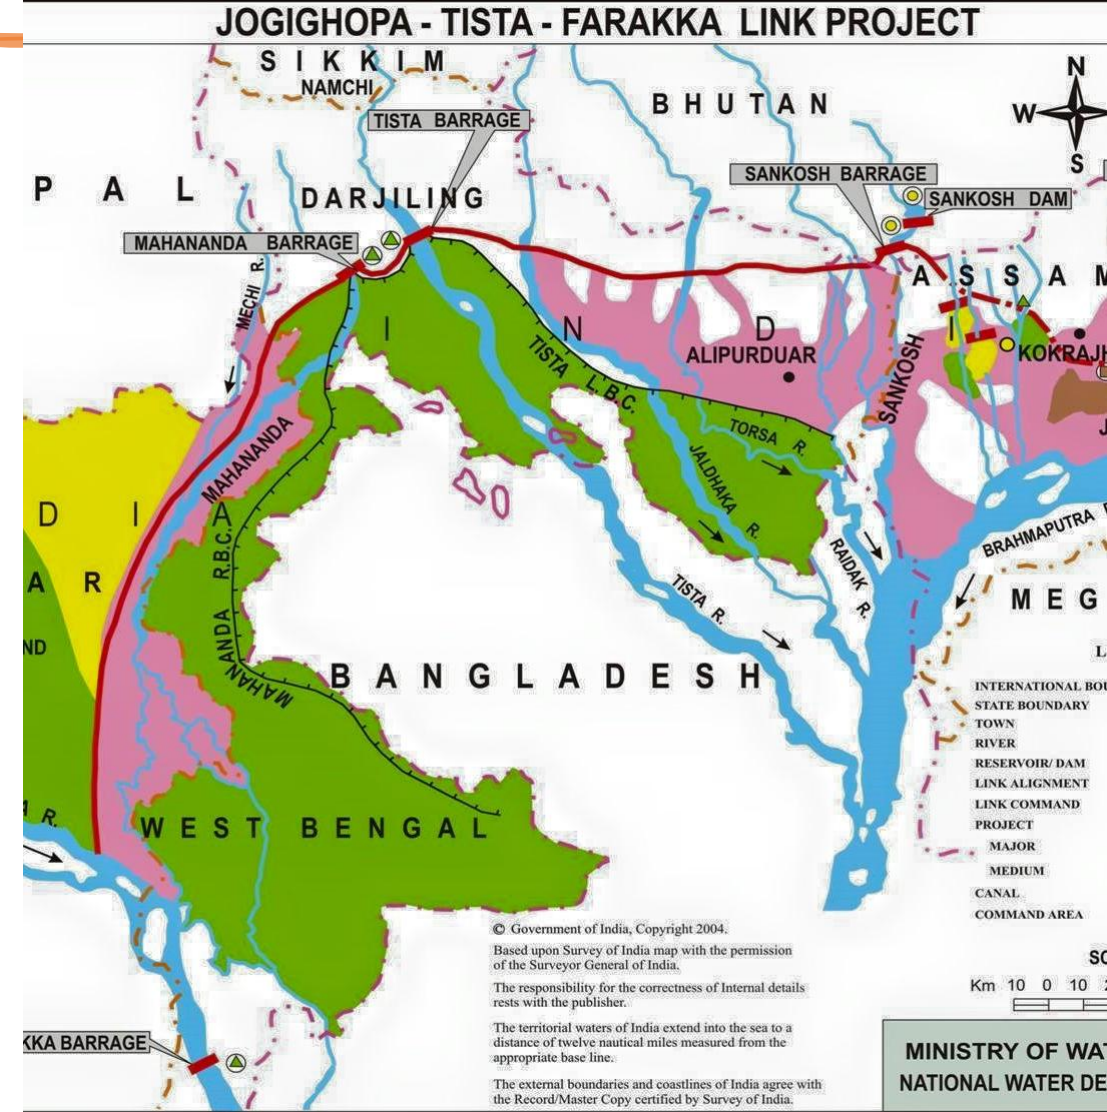 JOGIGHOPA - TISTA - FARAKKA LINK PROJECT
SIKKIM
NAMCHI
BHUTAN
N
W
S
TISTA BARRAGE
SANKOSH BARRAGE
SANKOSH DAM
PAL
DARJILING
MAHANANDA BARRAGE
MECHI R.
ASSAM
I N D I A
TISTA L.B.C.
ALIPURDUAR
SANKOSH
KOKRAJH
J
TORSA R.
JALDHAKA R.
MAHANANDA
D I A
AR
ND
MAHANANDA R.B.C.
RAIDAK R.
BRAHMAPUTRA
TISTA R.
MEG
BANGLADESH
L
INTERNATIONAL BOU
STATE BOUNDARY
TOWN
RIVER
RESERVOIR/ DAM
LINK ALIGNMENT
LINK COMMAND
PROJECT
MAJOR
MEDIUM
CANAL
COMMAND AREA
A R.
WEST BENGAL
© Government of India, Copyright 2004.
Based upon Survey of India map with the permission
of the Surveyor General of India.
The responsibility for the correctness of Internal details
rests with the publisher.
The territorial waters of India extend into the sea to a
distance of twelve nautical miles measured from the
appropriate base line.
The external boundaries and coastlines of India agree with
the Record/Master Copy certified by Survey of India.
SC
Km 10 0 10 2
KKA BARRAGE
MINISTRY OF WAT
NATIONAL WATER DE